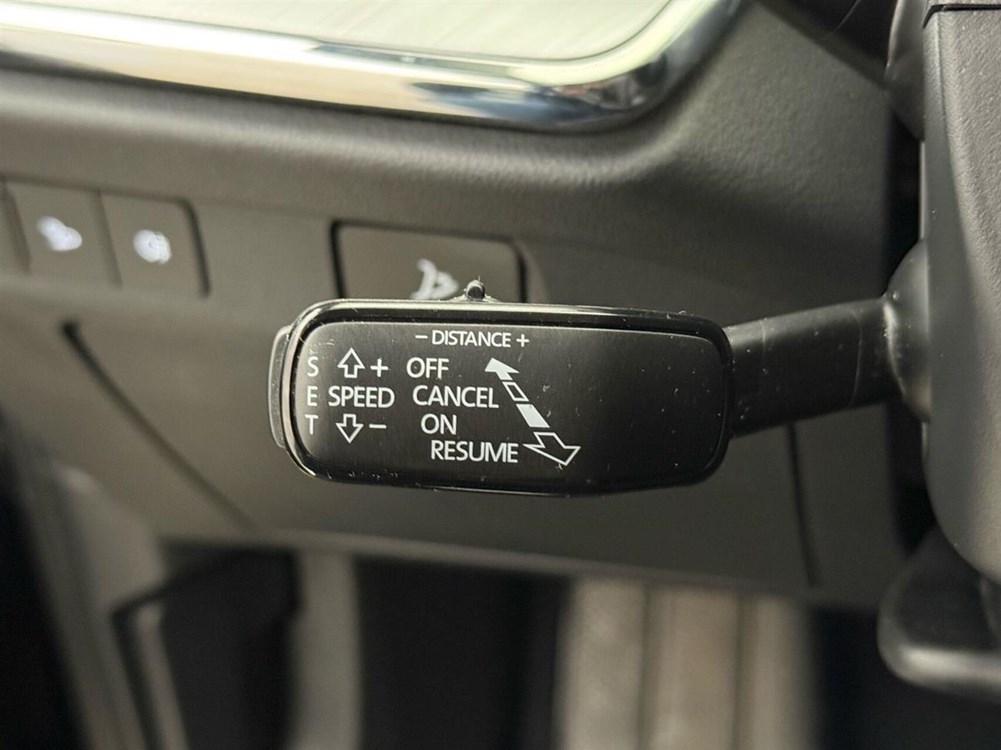 − DISTANCE +
S + OFF
E SPEED CANCEL
T − ON
RESUME